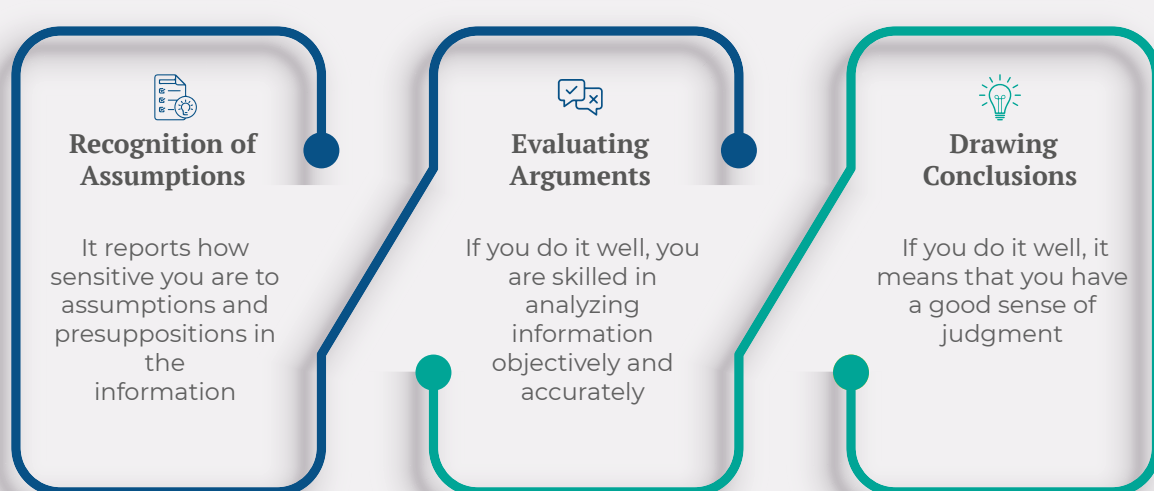 Recognition of
Assumptions
It reports how
sensitive you are to
assumptions and
presuppositions in
the
information
Evaluating
Arguments
If you do it well, you
are skilled in
analyzing
information
objectively and
accurately
Drawing
Conclusions
If you do it well, it
means that you have
a good sense of
judgment